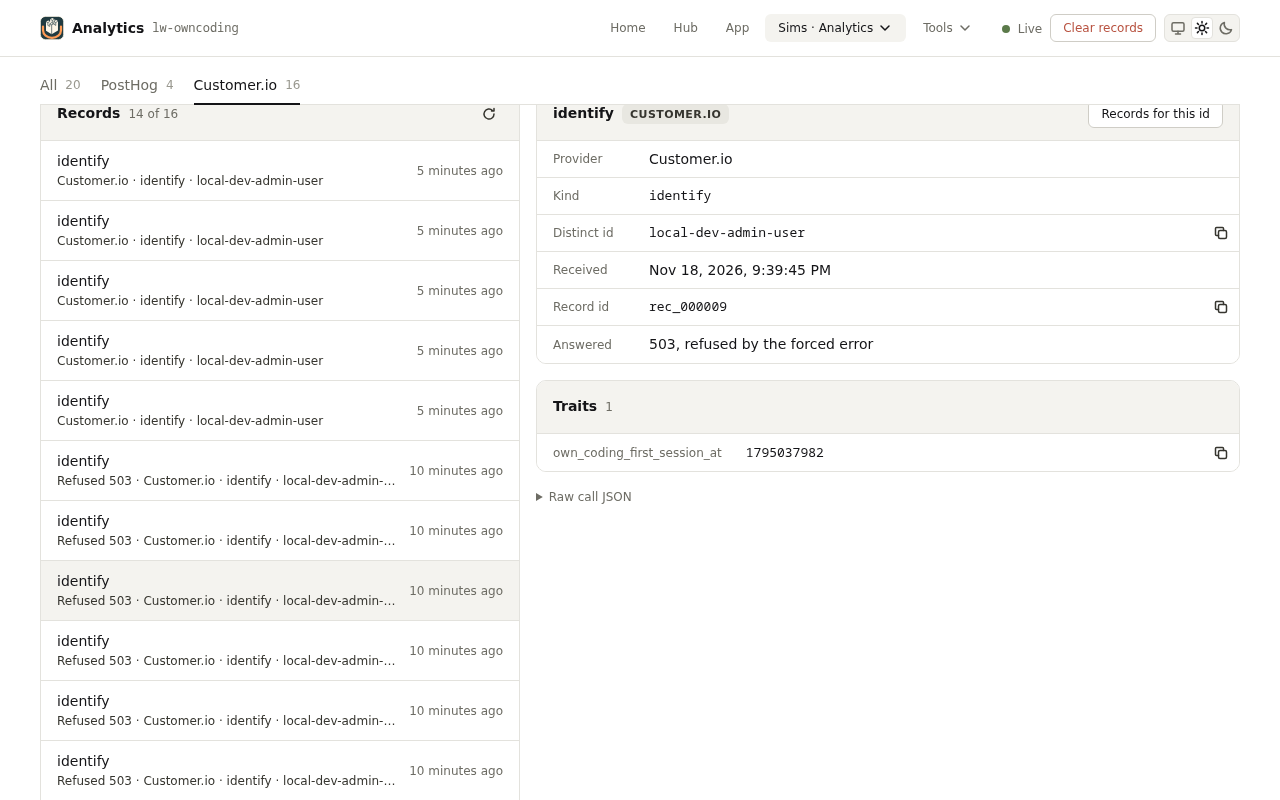 Analytics lw-owncoding
Home Hub App Sims · Analytics Tools Live Clear records
All 20 PostHog 4 Customer.io 16
Records 14 of 16
identify
Customer.io · identify · local-dev-admin-user
5 minutes ago
identify
Customer.io · identify · local-dev-admin-user
5 minutes ago
identify
Customer.io · identify · local-dev-admin-user
5 minutes ago
identify
Customer.io · identify · local-dev-admin-user
5 minutes ago
identify
Customer.io · identify · local-dev-admin-user
5 minutes ago
identify
Refused 503 · Customer.io · identify · local-dev-admin-...
10 minutes ago
identify
Refused 503 · Customer.io · identify · local-dev-admin-...
10 minutes ago
identify
Refused 503 · Customer.io · identify · local-dev-admin-...
10 minutes ago
identify
Refused 503 · Customer.io · identify · local-dev-admin-...
10 minutes ago
identify
Refused 503 · Customer.io · identify · local-dev-admin-...
10 minutes ago
identify
Refused 503 · Customer.io · identify · local-dev-admin-...
10 minutes ago
identify CUSTOMER.IO Records for this id
Provider Customer.io
Kind identify
Distinct id local-dev-admin-user
Received Nov 18, 2026, 9:39:45 PM
Record id rec_000009
Answered 503, refused by the forced error
Traits 1
own_coding_first_session_at 1795037982
Raw call JSON